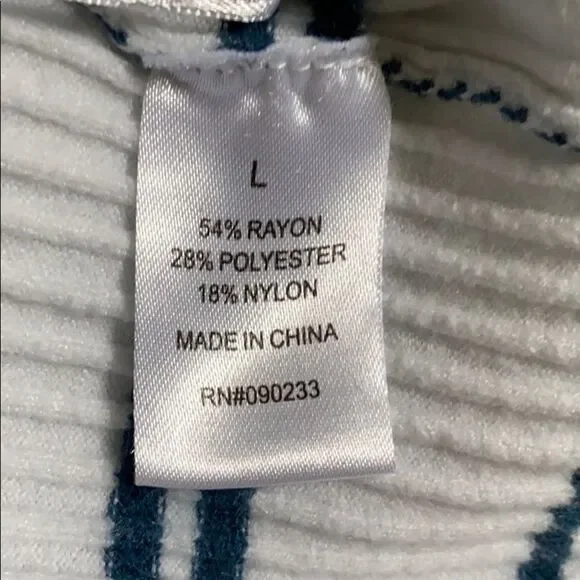 L
54% RAYON
28% POLYESTER
18% NYLON
MADE IN CHINA
RN#090233